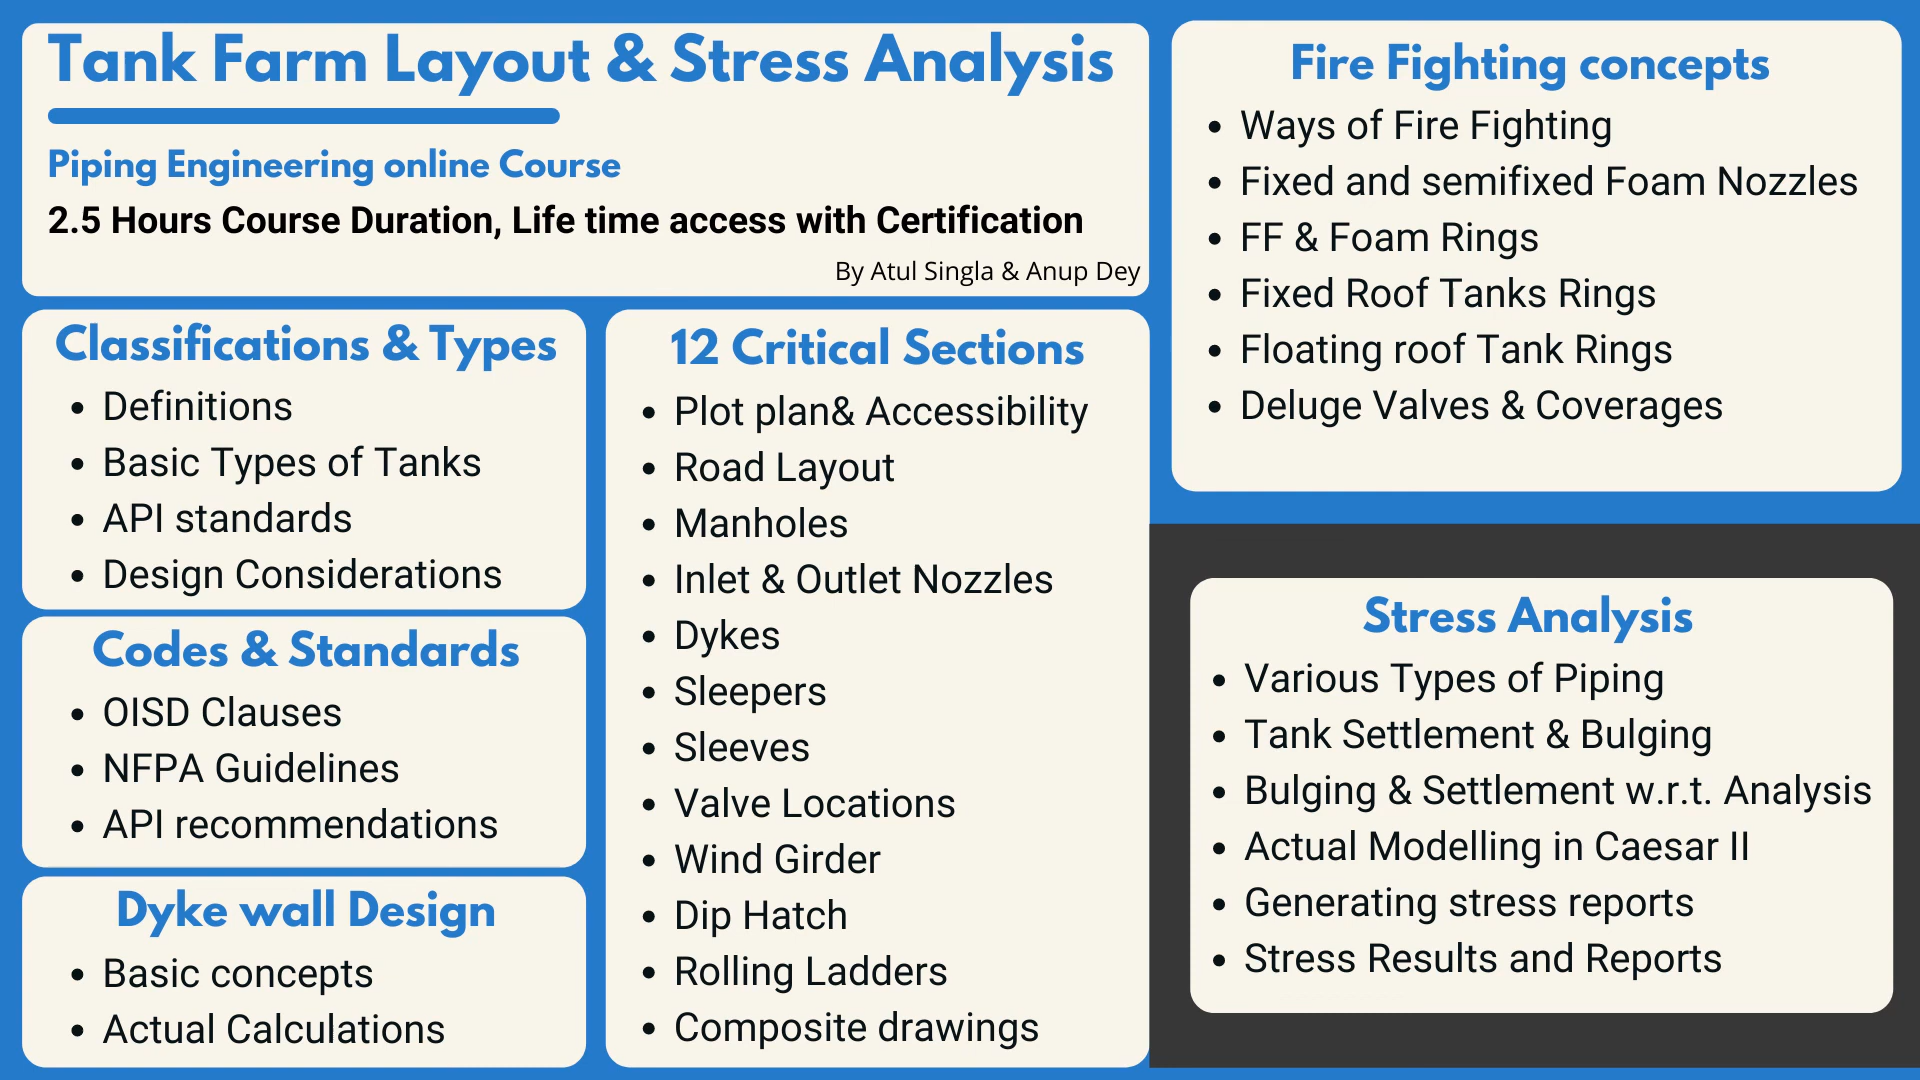 Tank Farm Layout & Stress Analysis
Piping Engineering online Course
2.5 Hours Course Duration, Life time access with Certification
By Atul Singla & Anup Dey
Classifications & Types
• Definitions
• Basic Types of Tanks
• API standards
• Design Considerations
Codes & Standards
• OISD Clauses
• NFPA Guidelines
• API recommendations
Dyke wall Design
• Basic concepts
• Actual Calculations
12 Critical Sections
• Plot plan& Accessibility
• Road Layout
• Manholes
• Inlet & Outlet Nozzles
• Dykes
• Sleepers
• Sleeves
• Valve Locations
• Wind Girder
• Dip Hatch
• Rolling Ladders
• Composite drawings
Fire Fighting concepts
• Ways of Fire Fighting
• Fixed and semifixed Foam Nozzles
• FF & Foam Rings
• Fixed Roof Tanks Rings
• Floating roof Tank Rings
• Deluge Valves & Coverages
Stress Analysis
• Various Types of Piping
• Tank Settlement & Bulging
• Bulging & Settlement w.r.t. Analysis
• Actual Modelling in Caesar II
• Generating stress reports
• Stress Results and Reports